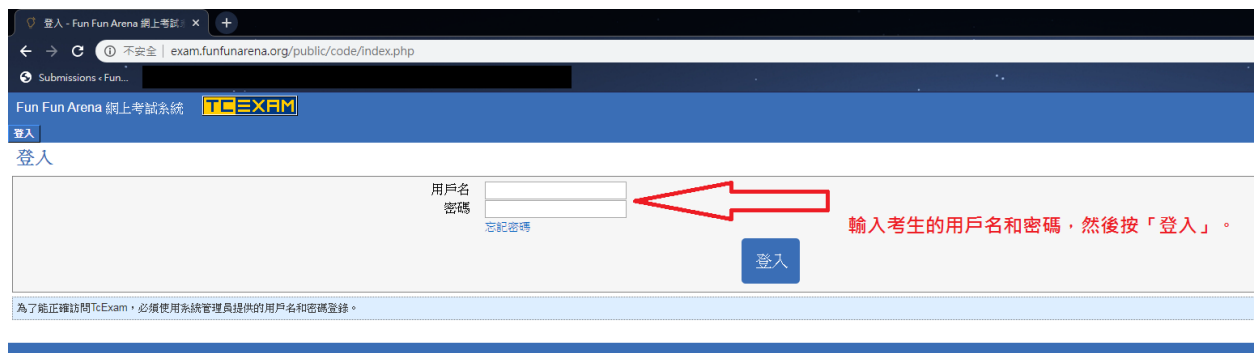 登入 - Fun Fun Arena 網上考試
不安全 | exam.funfunarena.org/public/code/index.php
Submissions ‹ Fun...
Fun Fun Arena 網上考試系統 TCEXAM
登入
登入
用戶名
密碼
忘記密碼
輸入考生的用戶名和密碼，然後按「登入」。
登入
為了能正確訪問TcExam，必須使用系統管理員提供的用戶名和密碼登錄。